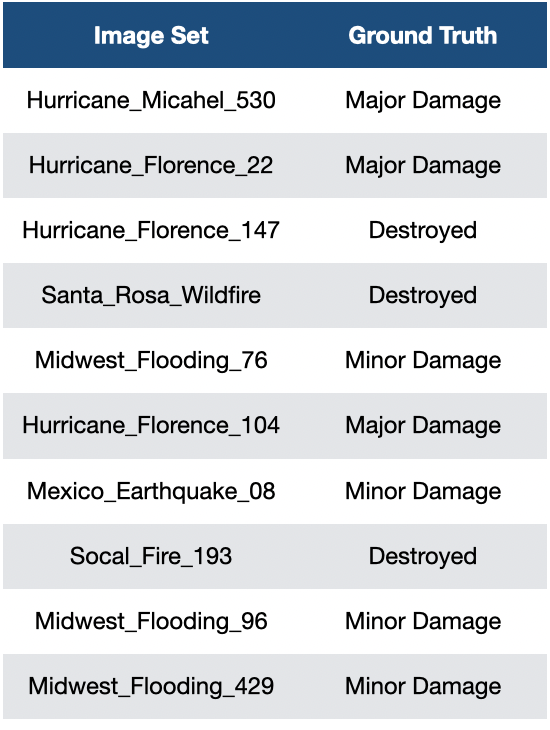 Image Set Ground Truth
Hurricane_Micahel_530 Major Damage
Hurricane_Florence_22 Major Damage
Hurricane_Florence_147 Destroyed
Santa_Rosa_Wildfire Destroyed
Midwest_Flooding_76 Minor Damage
Hurricane_Florence_104 Major Damage
Mexico_Earthquake_08 Minor Damage
Socal_Fire_193 Destroyed
Midwest_Flooding_96 Minor Damage
Midwest_Flooding_429 Minor Damage